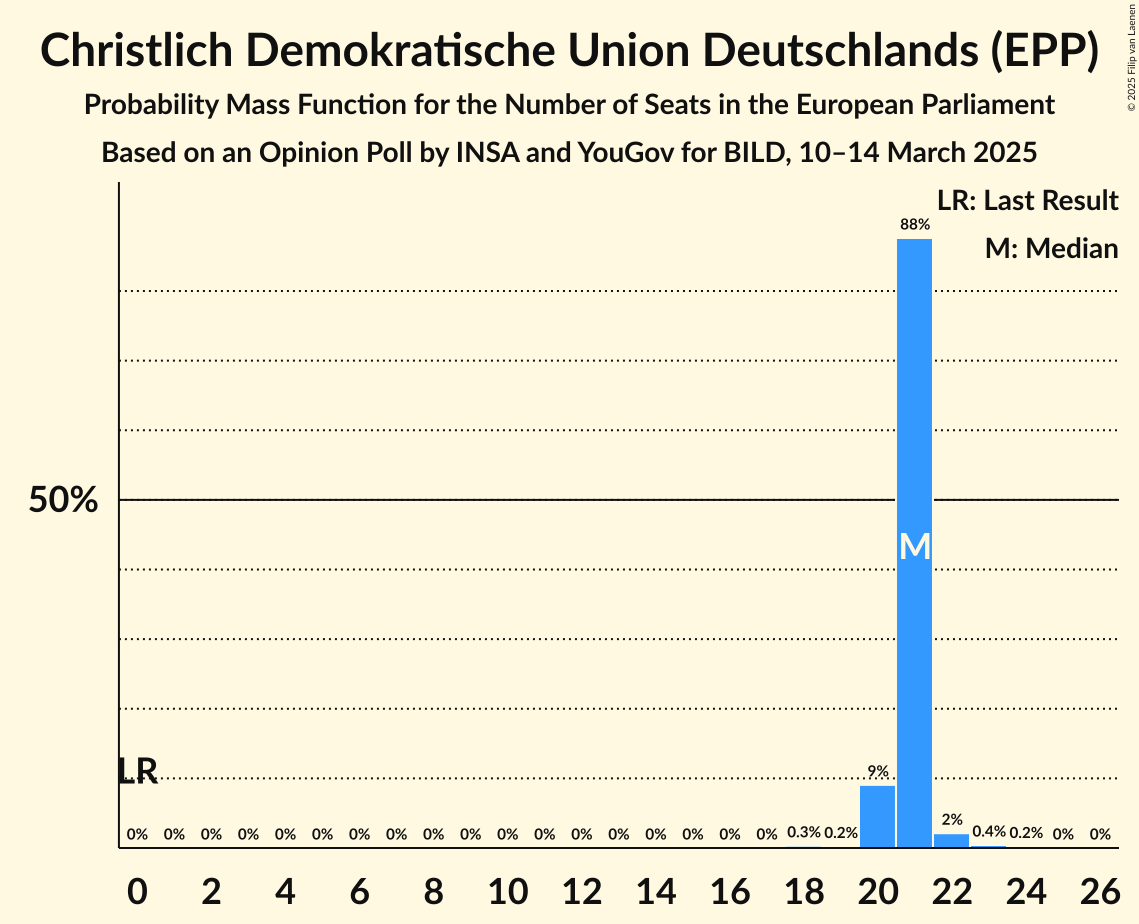 Christlich Demokratische Union Deutschlands (EPP)
Probability Mass Function for the Number of Seats in the European Parliament
Based on an Opinion Poll by INSA and YouGov for BILD, 10–14 March 2025
© 2025 Filip van Laenen
LR: Last Result
M: Median
88%
50%
M
LR
9%
2%
0% 0% 0% 0% 0% 0% 0% 0% 0% 0% 0% 0% 0% 0% 0% 0% 0% 0% 0.3% 0.2% 0.4% 0.2% 0% 0%
0 2 4 6 8 10 12 14 16 18 20 22 24 26